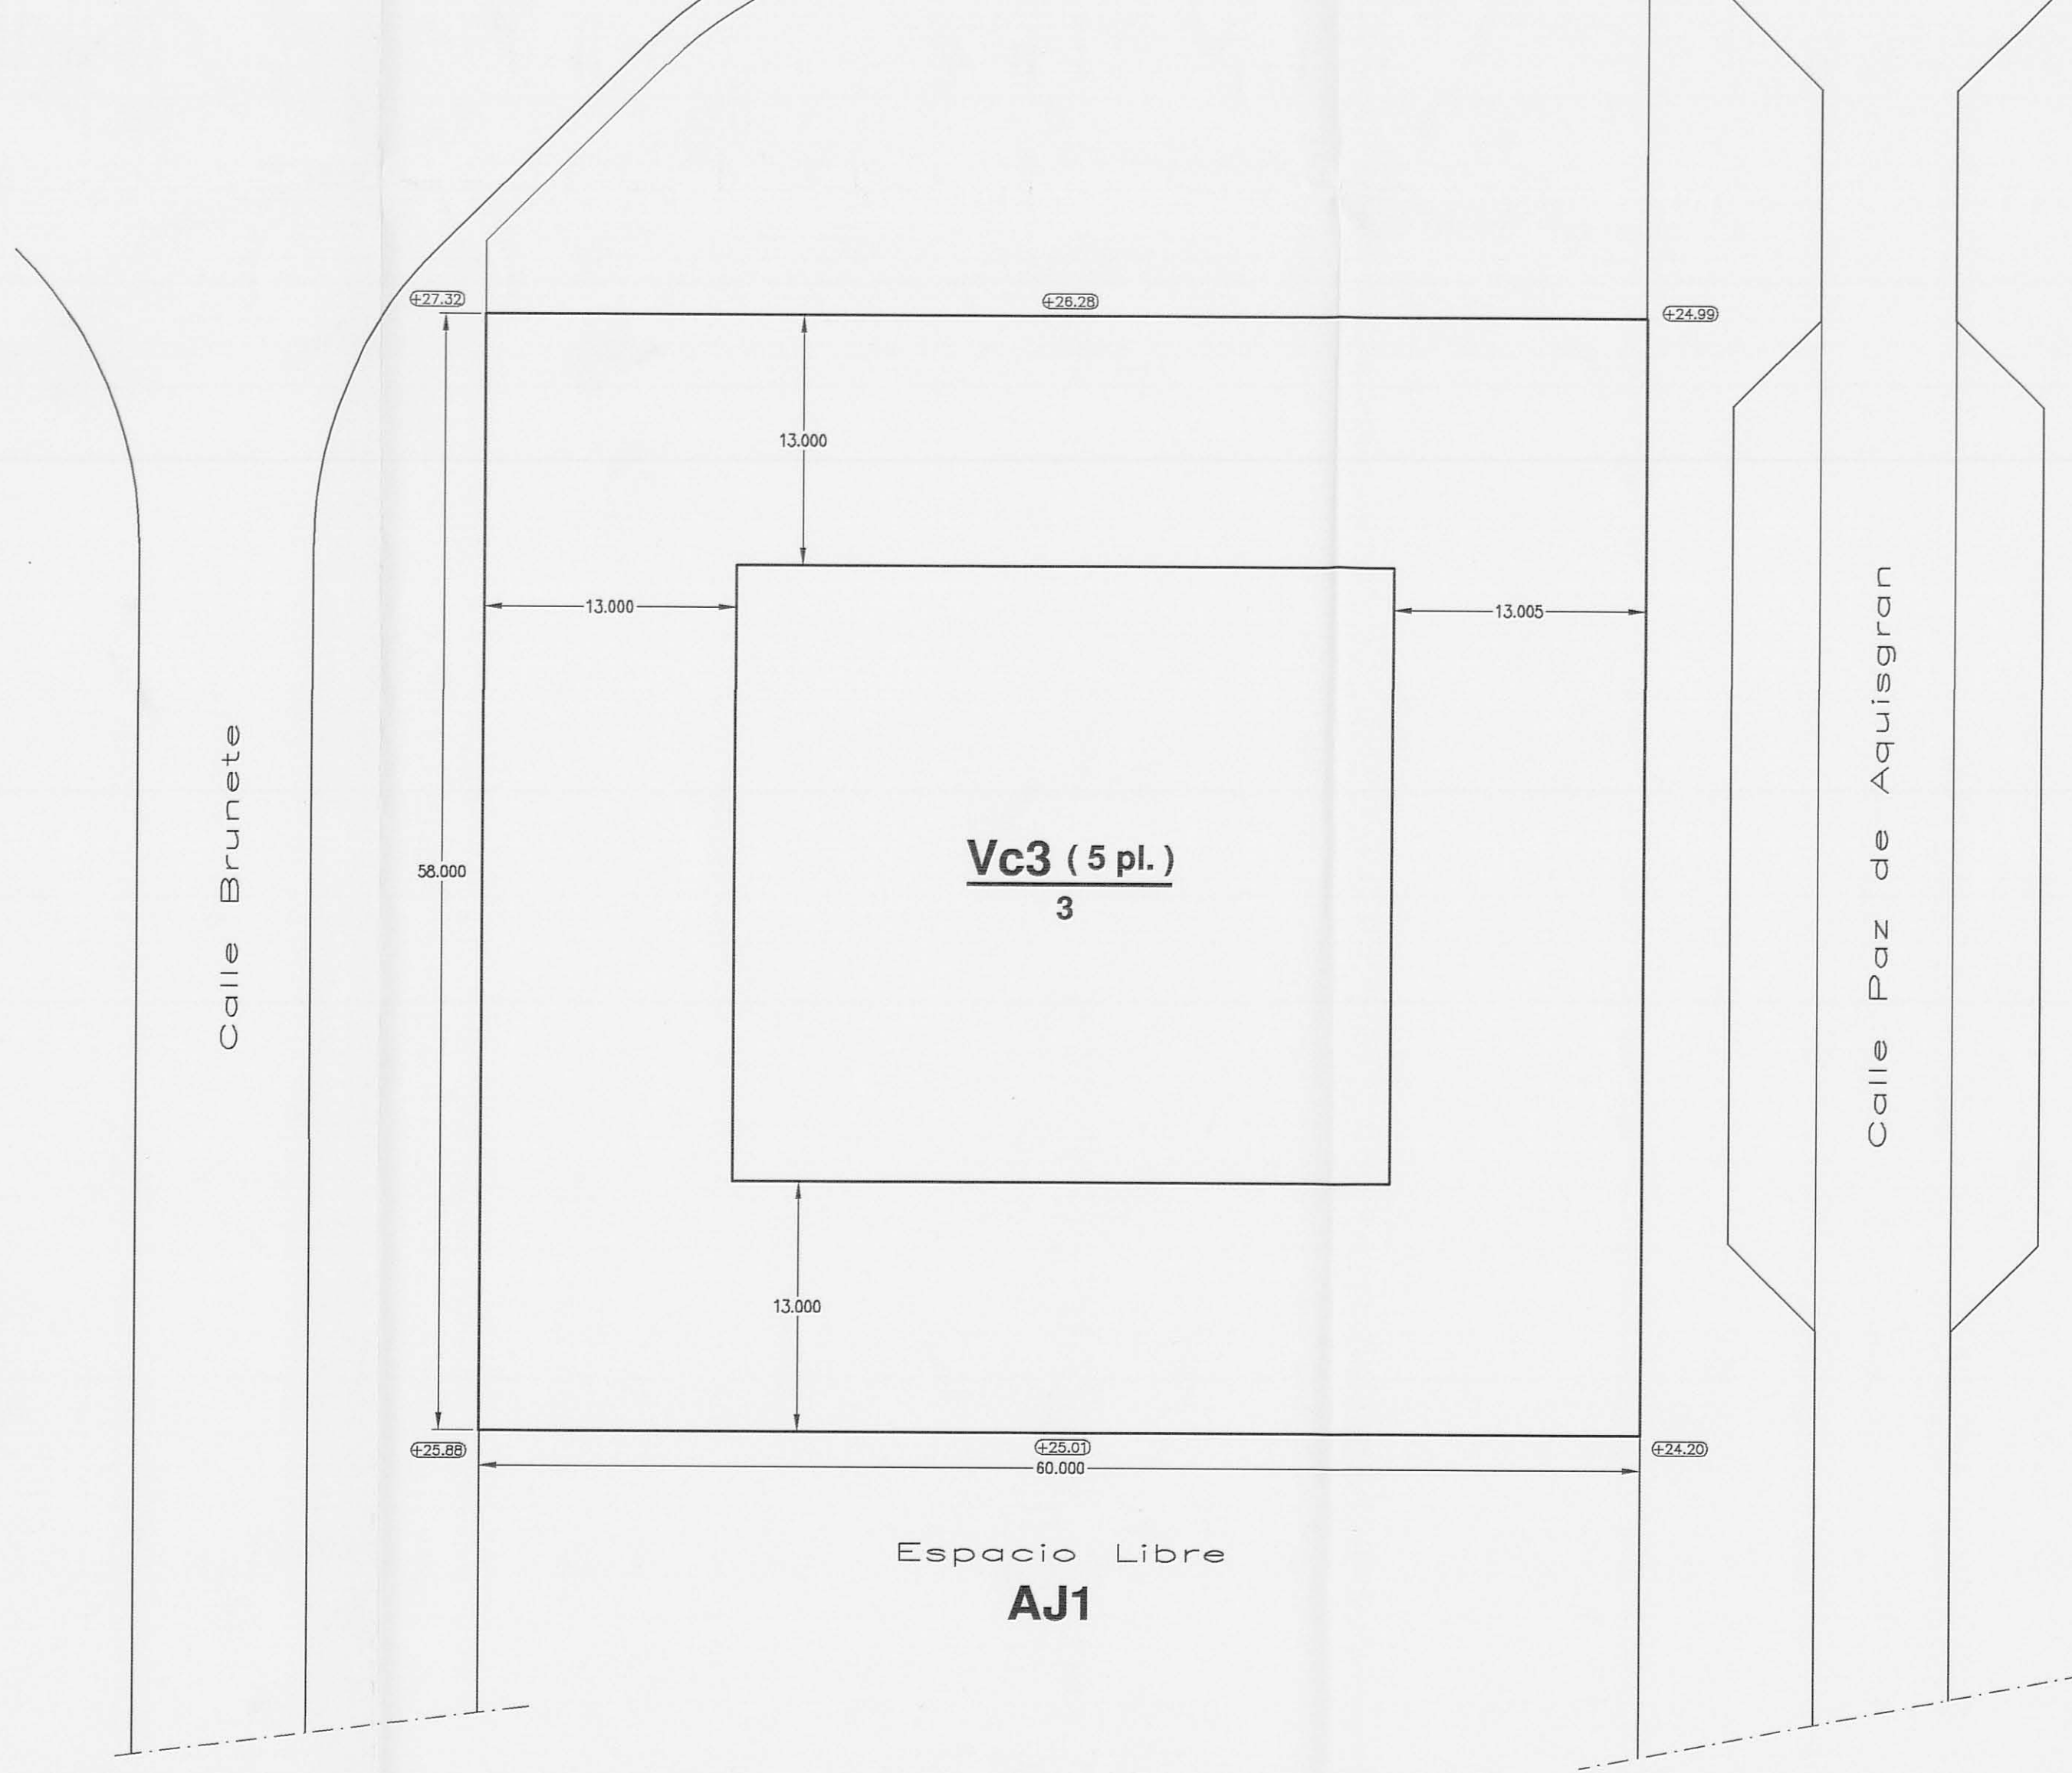 +27.32
+26.28
+24.99
13.000
13.000
13.005
Calle Brunete
58.000
Vc3 ( 5 pl. )
3
Calle Paz de Aquisgran
13.000
+25.88
+25.01
+24.20
60.000
Espacio Libre
AJ1